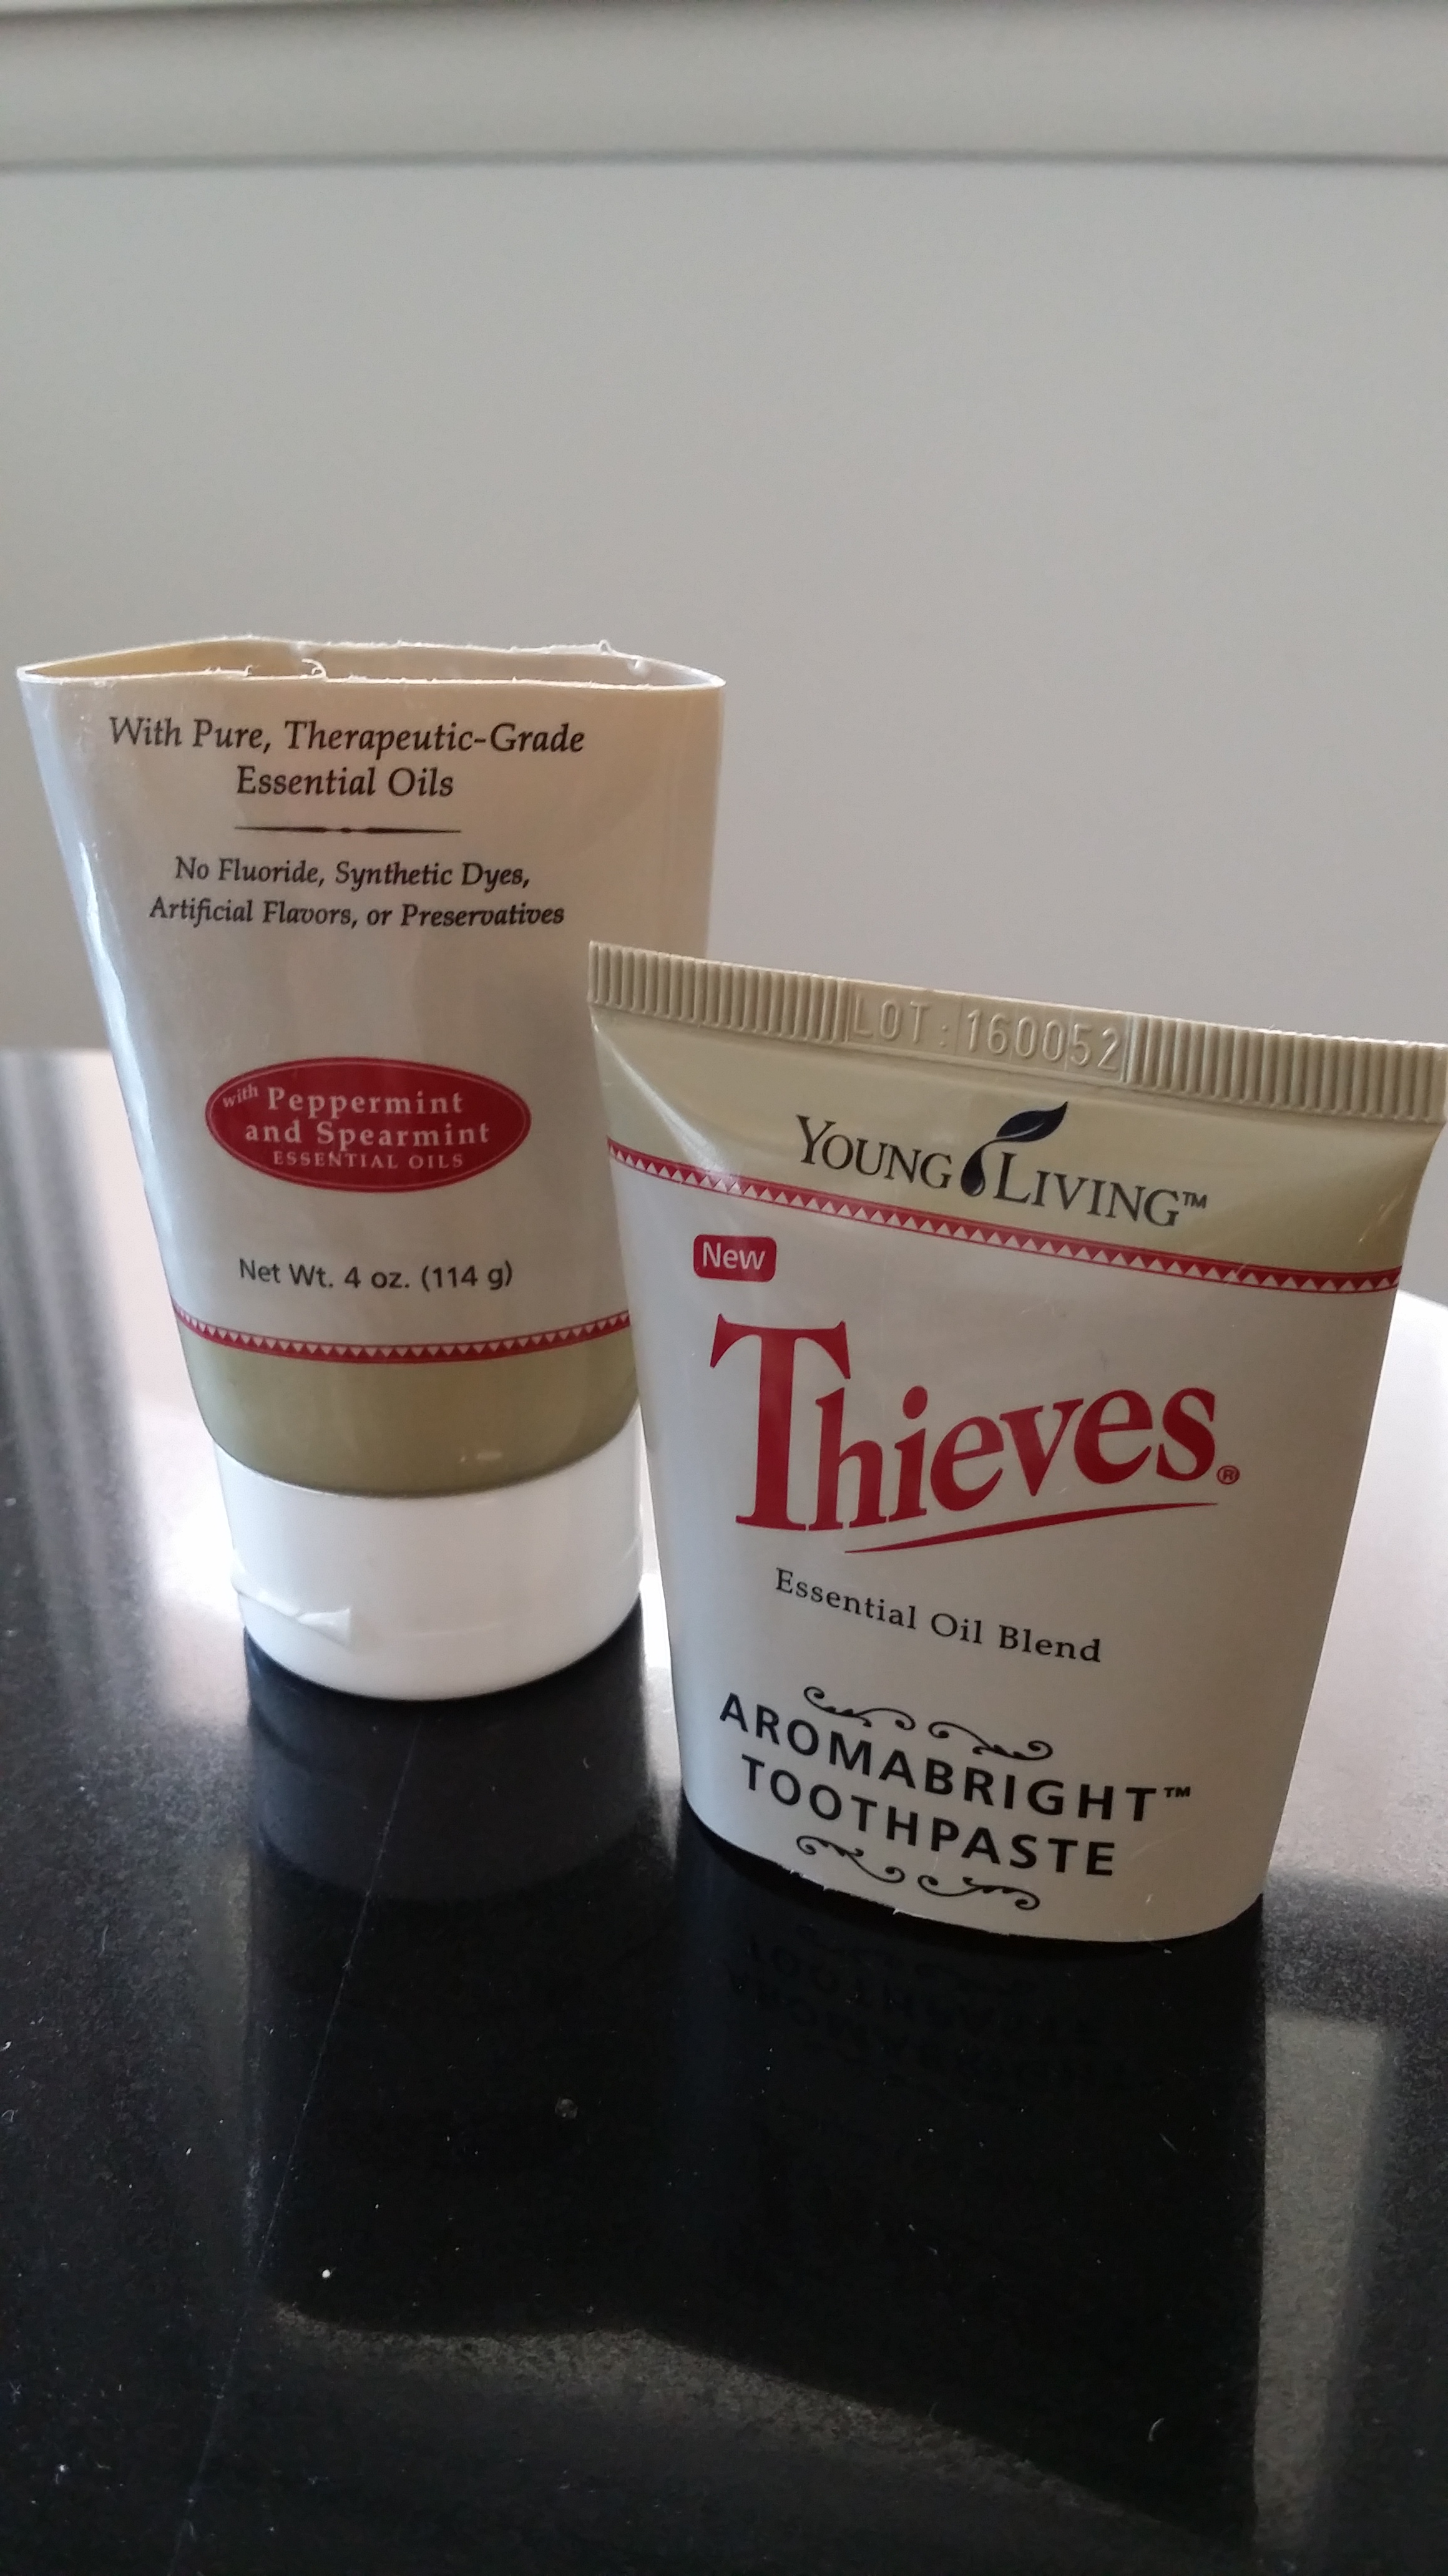 With Pure, Therapeutic-Grade
Essential Oils
No Fluoride, Synthetic Dyes,
Artificial Flavors, or Preservatives
with Peppermint
and Spearmint
ESSENTIAL OILS
Net Wt. 4 oz. (114 g)
LOT: 160052
YOUNG LIVING™
New
THIEVES®
Essential Oil Blend
AROMABRIGHT™
TOOTHPASTE